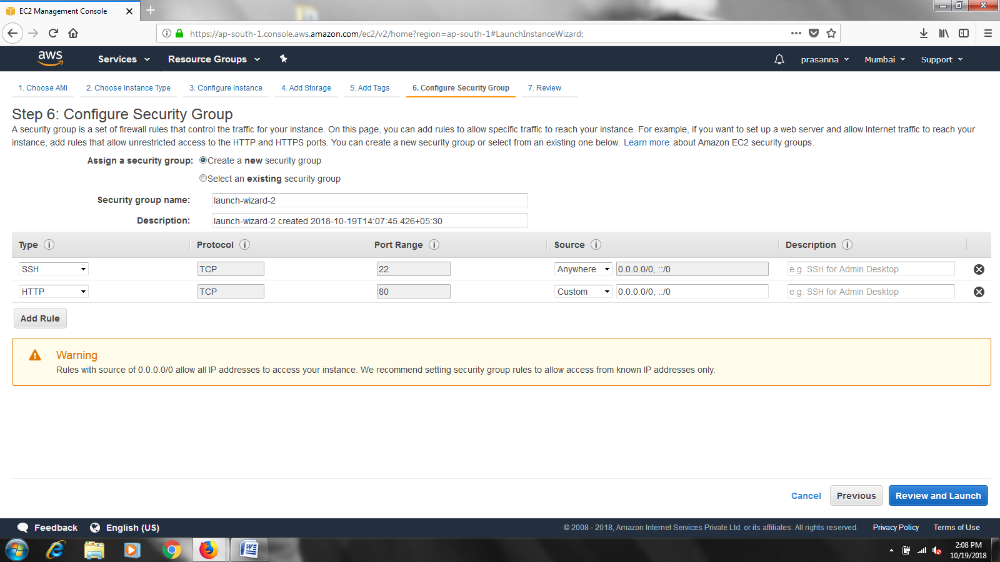 EC2 Management Console
https://ap-south-1.console.aws.amazon.com/ec2/v2/home?region=ap-south-1#LaunchInstanceWizard:
aws Services Resource Groups prasanna Mumbai Support
1. Choose AMI 2. Choose Instance Type 3. Configure Instance 4. Add Storage 5. Add Tags 6. Configure Security Group 7. Review
Step 6: Configure Security Group
A security group is a set of firewall rules that control the traffic for your instance. On this page, you can add rules to allow specific traffic to reach your instance. For example, if you want to set up a web server and allow Internet traffic to reach your
instance, add rules that allow unrestricted access to the HTTP and HTTPS ports. You can create a new security group or select from an existing one below. Learn more about Amazon EC2 security groups.
Assign a security group: Create a new security group
Select an existing security group
Security group name: launch-wizard-2
Description: launch-wizard-2 created 2018-10-19T14:07:45.426+05:30
Type Protocol Port Range Source Description
SSH TCP 22 Anywhere 0.0.0.0/0, ::/0 e.g. SSH for Admin Desktop
HTTP TCP 80 Custom 0.0.0.0/0, ::/0 e.g. SSH for Admin Desktop
Add Rule
Warning
Rules with source of 0.0.0.0/0 allow all IP addresses to access your instance. We recommend setting security group rules to allow access from known IP addresses only.
Cancel Previous Review and Launch
Feedback English (US) © 2008 - 2018, Amazon Internet Services Private Ltd. or its affiliates. All rights reserved. Privacy Policy Terms of Use
2:08 PM
10/19/2018